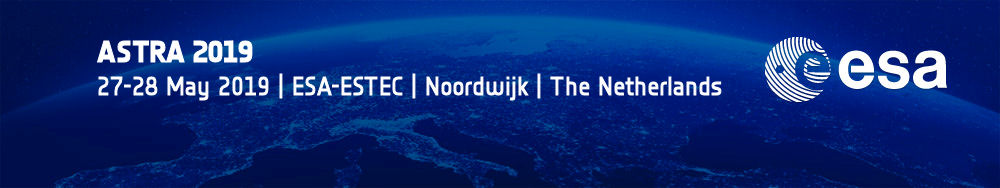 ASTRA 2019
27-28 May 2019 | ESA-ESTEC | Noordwijk | The Netherlands
esa